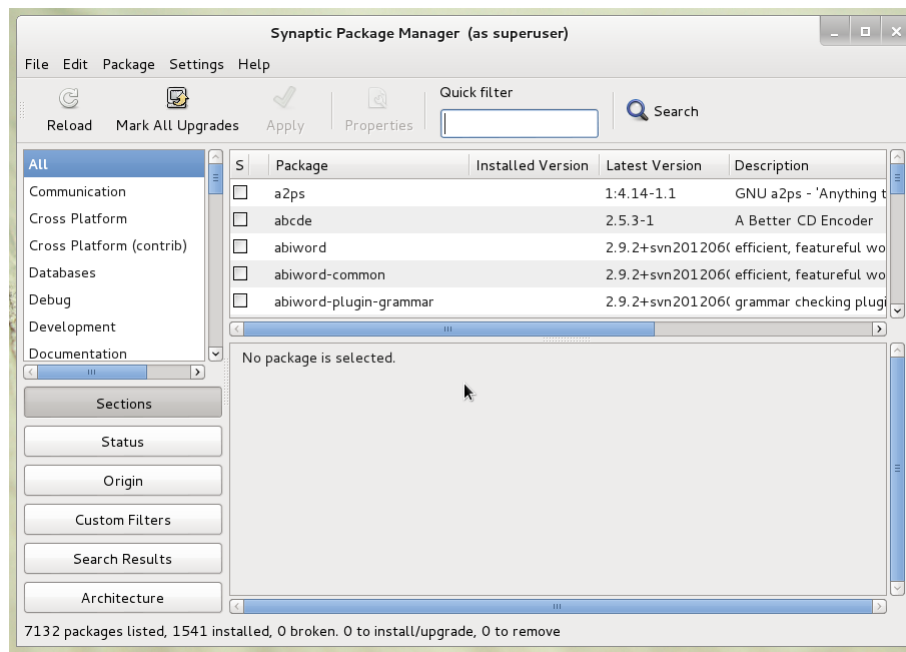 Synaptic Package Manager (as superuser)
File Edit Package Settings Help
Reload Mark All Upgrades Apply Properties Quick filter Search
All
Communication
Cross Platform
Cross Platform (contrib)
Databases
Debug
Development
Documentation
Sections
Status
Origin
Custom Filters
Search Results
Architecture
S Package Installed Version Latest Version Description
a2ps 1:4.14-1.1 GNU a2ps - 'Anything t
abcde 2.5.3-1 A Better CD Encoder
abiword 2.9.2+svn201206( efficient, featureful wo
abiword-common 2.9.2+svn201206( efficient, featureful wo
abiword-plugin-grammar 2.9.2+svn201206( grammar checking plugi
No package is selected.
7132 packages listed, 1541 installed, 0 broken. 0 to install/upgrade, 0 to remove